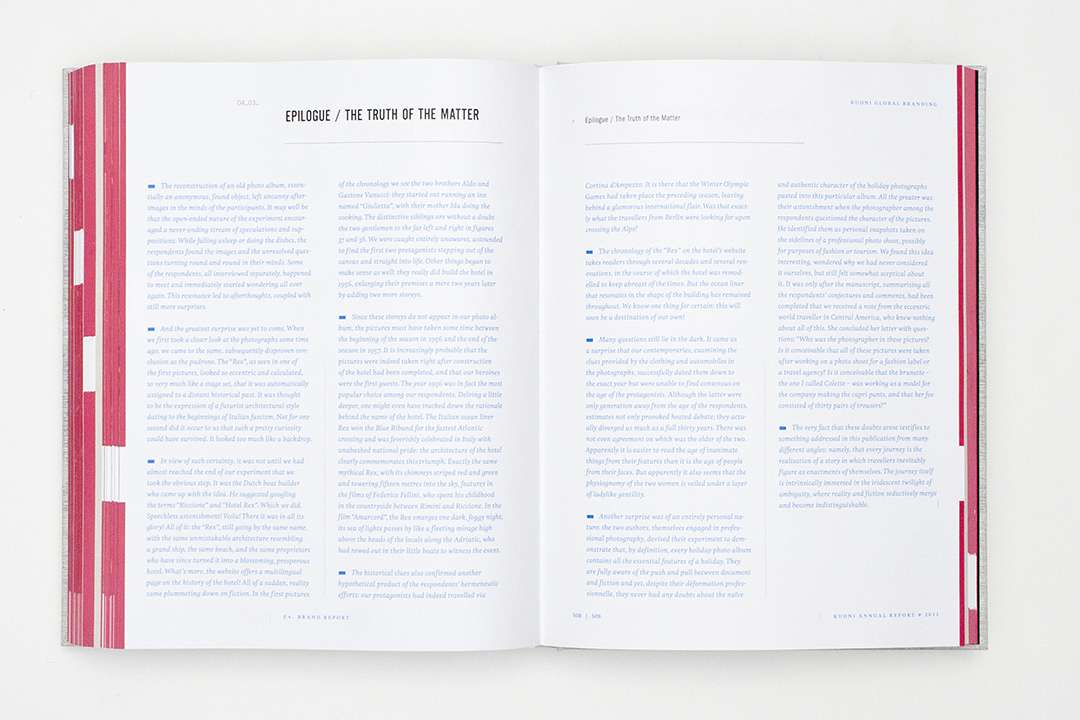 04.03.
EPILOGUE / THE TRUTH OF THE MATTER
The reconstruction of an old photo album, essen-
tially an anonymous, found object, left uncanny after-
images in the minds of the participants. It may well be
that the open-ended nature of the experiment encour-
aged a never-ending stream of speculations and sup-
positions. While falling asleep or doing the dishes, the
respondents found the images and the unresolved ques-
tions turning round and round in their minds. Some
of the respondents, all interviewed separately, happened
to meet and immediately started wondering all over
again. This resonance led to afterthoughts, coupled with
still more surprises.
And the greatest surprise was yet to come. When
we first took a closer look at the photographs some time
ago, we came to the same, subsequently disproven con-
clusion as the
The "Rex", as seen in one of
the first pictures, looked so eccentric and calculated,
so very much like a stage set, that it was automatically
assigned to a distant historical past. It was thought
to be the expression of a futurist architectural style
dating to the beginnings of Italian fascism. Not for one
second did it occur to us that such a pretty curiosity
could have survived. It looked too much like a backdrop.
In view of such certainty, it was not until we had
almost reached the end of our experiment that we
took the obvious step. It was the Dutch boat builder
who came up with the idea. He suggested googling
the terms "Riccione" and "Hotel Rex". Which we did.
Speechless astonishment! Voila! There it was in all its
glory! All of it: the "Rex", still going by the same name,
with the same unmistakable architecture resembling
a grand ship, the same beach, and the same proprietors
who have since turned it into a blossoming, prosperous
hotel. What's more, the website offers a multilingual
page on the history of the hotel! All of a sudden, reality
came plummeting down on fiction. In the first pictures
of the chronology we see the two brothers Aldo and
Gastone Vanucci: they started out running an inn
named "Giulietta", with their mother Ida doing the
cooking. The distinctive siblings are without a doubt
the two gentlemen to the far left and right in figures
37 and 38. We were caught entirely unawares, astounded
to find the first two protagonists stepping out of the
canvas and straight into life. Other things began to
make sense as well: they really did build the hotel in
1956, enlarging their premises a mere two years later
by adding two more storeys.
Since these storeys do not appear in our photo al-
bum, the pictures must have been taken some time between
the beginning of the season in 1956 and the end of the
season in 1957. It is increasingly probable that the
pictures were indeed taken right after construction
of the hotel had been completed, and that our heroines
were the first guests. The year 1956 was in fact the most
popular choice among our respondents. Delving a little
deeper, one might even have tracked down the rationale
behind the name of the hotel. The Italian ocean liner
Rex won the Blue Riband for the fastest Atlantic
crossing and was feverishly celebrated in Italy with
unabashed national pride: the architecture of the hotel
clearly commemorates this triumph. Exactly the same
mythical Rex, with its chimneys striped red and green
and towering fifteen metres into the sky, features in
the films of Federico Fellini, who spent his childhood
in the countryside between Rimini and Riccione. In the
film "Amarcord", the Rex emerges one dark, foggy night,
its sea of lights passes by like a fleeting mirage high
above the heads of the locals along the Adriatic, who
had rowed out in their little boats to witness the event.
The historical clues also confirmed another
hypothetical product of the respondents' hermeneutic
efforts: our protagonists had indeed travelled via
F4. BRAND REPORT
Epilogue / The Truth of the Matter
KUONI GLOBAL BRANDING
Cortina d'Ampezzo. It is there that the Winter Olympic
Games had taken place the preceding season, leaving
behind a glamorous international flair. Was that exact-
ly what the travellers from Berlin were looking for upon
crossing the Alps?
The chronology of the "Rex" on the hotel's website
takes readers through several decades and several ren-
ovations, in the course of which the hotel was remod-
elled to keep abreast of the times. But the ocean liner
that resonates in the shape of the building has remained
throughout. We know one thing for certain: this will
soon be a destination of our own!
Many questions still lie in the dark. It came as
a surprise that our contemporaries, examining the
clues provided by the clothing and automobiles in
the photographs, successfully dated them down to
the exact year but were unable to find consensus on
the age of the protagonists. Although the latter were
only generation away from the age of the respondents,
estimates not only provoked heated debate; they actu-
ally diverged as much as a full thirty years. There was
not even agreement on which was the older of the two.
Apparently it is easier to read the age of inanimate
things from their features than it is the age of people
from their faces. But apparently it also seems that the
physiognomy of the two women is veiled under a layer
of ladylike gentility.
Another surprise was of an entirely personal na-
ture: the two authors, themselves engaged in profes-
sional photography, devised their experiment to dem-
onstrate that, by definition, every holiday photo album
contains all the essential features of a holiday. They
are fully aware of the push and pull between document
and fiction and yet, despite their déformation profes-
sionnelle, they never had any doubts about the naïve
and authentic character of the holiday photographs
pasted into this particular album. All the greater was
their astonishment when the photographer among the
respondents questioned the character of the pictures.
He identified them as personal snapshots taken on
the sidelines of a professional photo shoot, possibly
for purposes of fashion or tourism. We found this idea
interesting, wondered why we had never considered
it ourselves, but still felt somewhat sceptical about
it. It was only after the manuscript, summarising all
the respondents' conjectures and comments, had been
completed that we received a note from the eccentric
world traveller in Central America, who knew nothing
about all of this. She concluded her letter with ques-
tions: "Who was the photographer in these pictures?
Is it conceivable that all of these pictures were taken
after working on a photo shoot for a fashion label or
a travel agency? Is it conceivable that the brunette –
the one I called Colette – was working as a model for
the company making the capri pants, and that her fee
consisted of thirty pairs of trousers?"
The very fact that these doubts arose testifies to
something addressed in this publication from many
different angles: namely, that every journey is the
realisation of a story in which travellers inevitably
figure as enactments of themselves. The journey itself
is intrinsically immersed in the iridescent twilight of
ambiguity, where reality and fiction seductively merge
and become indistinguishable.
308 | 309
KUONI ANNUAL REPORT • 2011